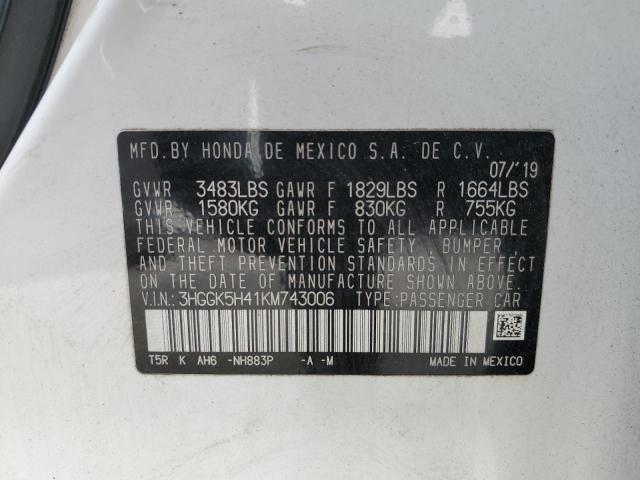 MFD. BY HONDA DE MEXICO S.A. DE C.V.
07/'19
GVWR 3483LBS GAWR F 1829LBS R 1664LBS
GVWR 1580KG GAWR F 830KG R 755KG
THIS VEHICLE CONFORMS TO ALL APPLICABLE
FEDERAL MOTOR VEHICLE SAFETY, BUMPER,
AND THEFT PREVENTION STANDARDS IN EFFECT
ON THE DATE OF MANUFACTURE SHOWN ABOVE.
V.I.N.: 3HGGK5H41KM743006 TYPE: PASSENGER CAR
T5R K AH6 -NH883P -A -M MADE IN MEXICO